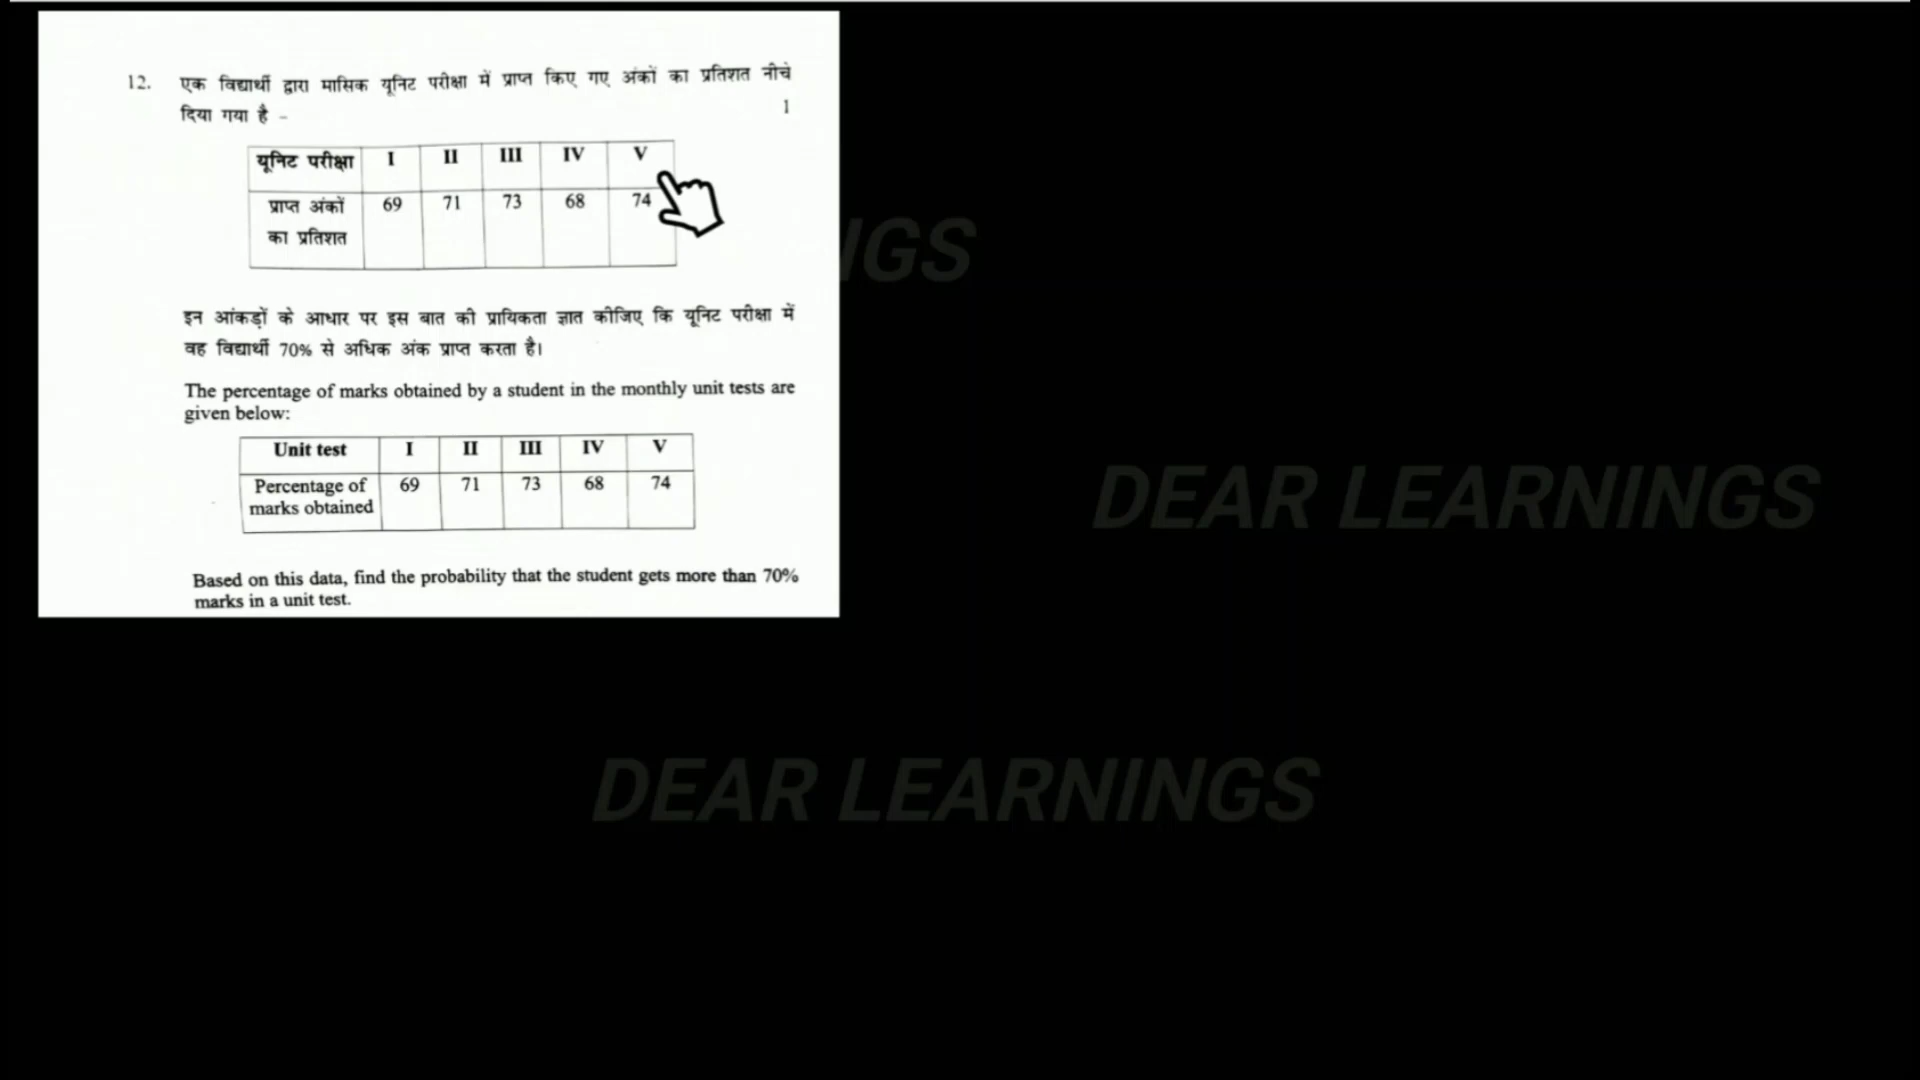 12. एक विद्यार्थी द्वारा मासिक यूनिट परीक्षा में प्राप्त किए गए अंकों का प्रतिशत नीचे
दिया गया है – 1
यूनिट परीक्षा I II III IV V
प्राप्त अंकों 69 71 73 68 74
का प्रतिशत
NGS
इन आंकड़ों के आधार पर इस बात की प्रायिकता ज्ञात कीजिए कि यूनिट परीक्षा में
वह विद्यार्थी 70% से अधिक अंक प्राप्त करता है।
The percentage of marks obtained by a student in the monthly unit tests are
given below:
Unit test I II III IV V
Percentage of 69 71 73 68 74
marks obtained
DEAR LEARNINGS
Based on this data, find the probability that the student gets more than 70%
marks in a unit test.
DEAR LEARNINGS